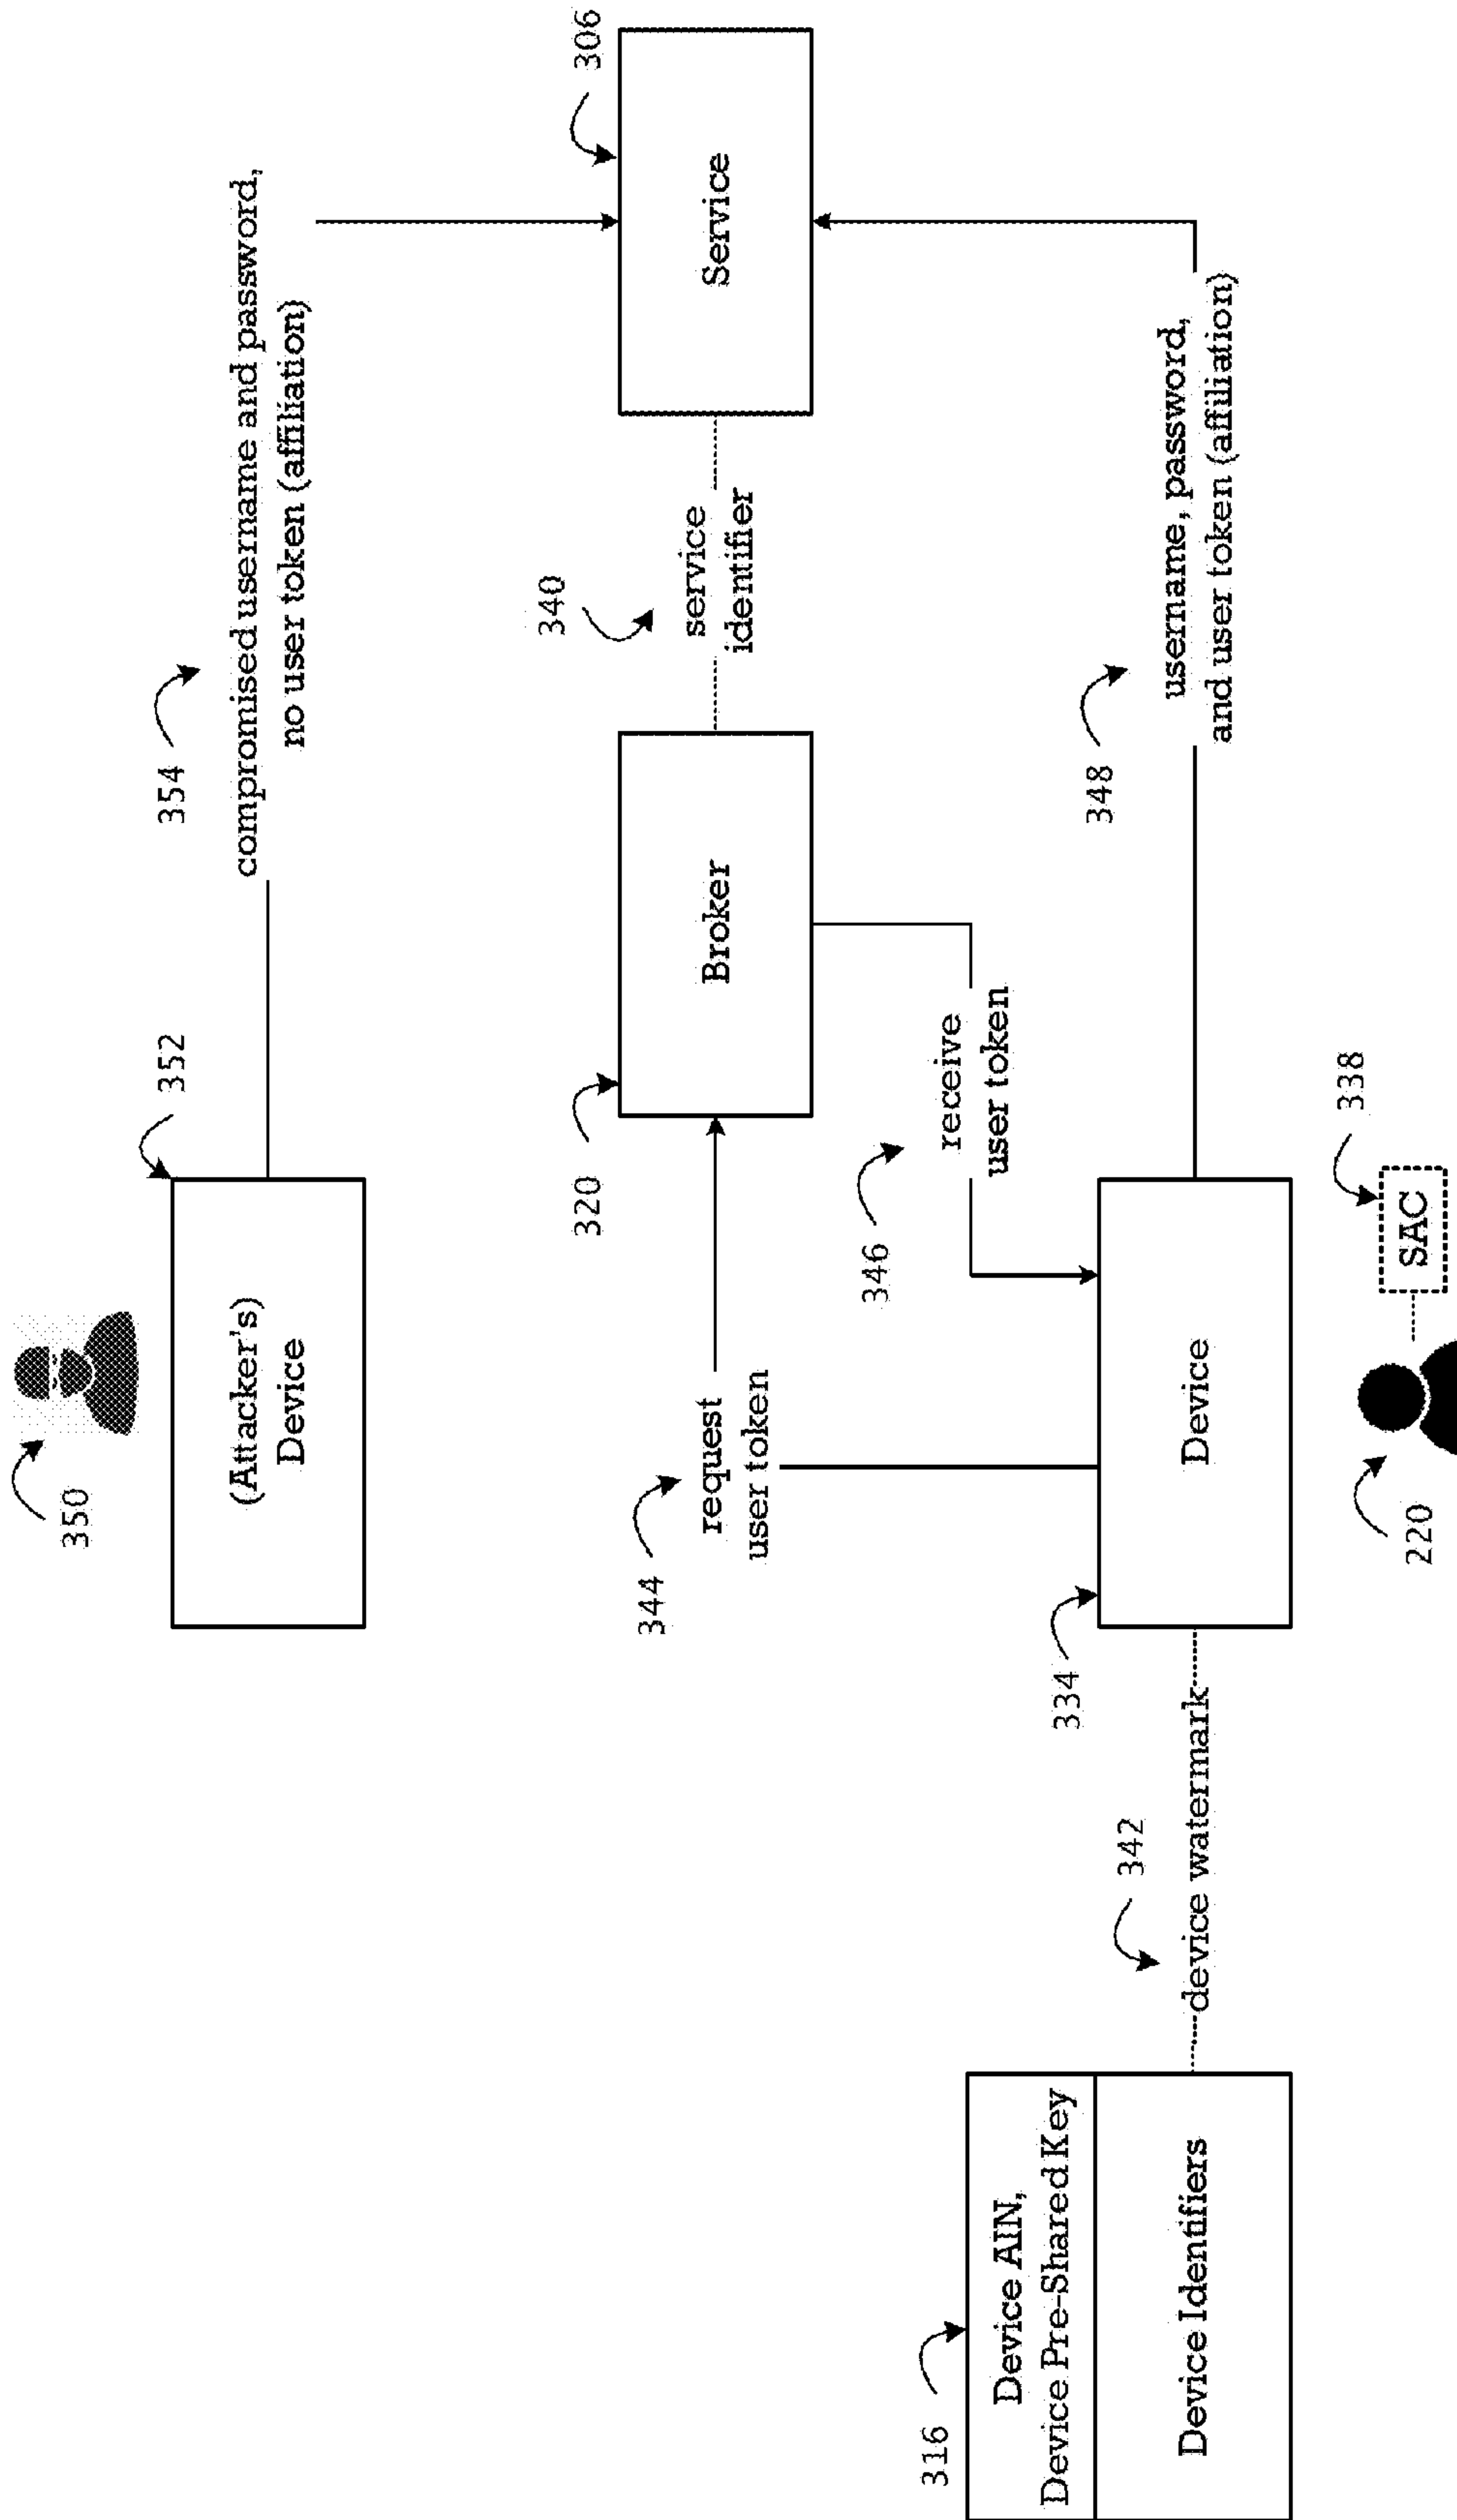 350
352
354
(Attacker's)
Device
compromised username and password,
no user token (affiliation)
344
request
user token
320
Broker
340
service
identifier
306
Service
346
receive
user token
316
Device AIN,
Device Pre-Shared Key
Device Identifiers
342
device watermark
334
Device
348
username, password,
and user token (affiliation)
220
338
SAC